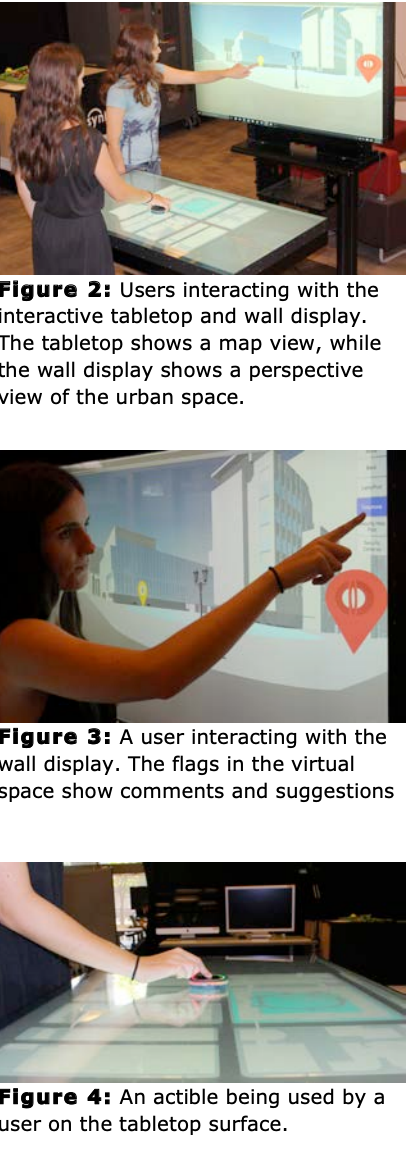 Figure 2: Users interacting with the
interactive tabletop and wall display.
The tabletop shows a map view, while
the wall display shows a perspective
view of the urban space.
Figure 3: A user interacting with the
wall display. The flags in the virtual
space show comments and suggestions
Figure 4: An actible being used by a
user on the tabletop surface.